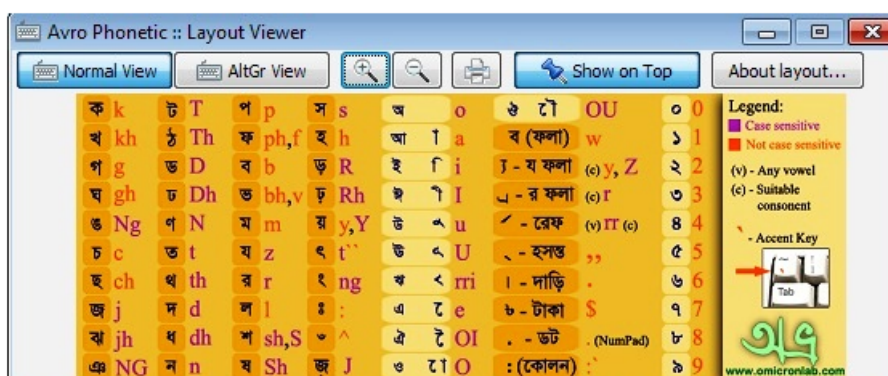 Avro Phonetic :: Layout Viewer
Normal View AltGr View Show on Top About layout...
ক k ট T প p স s অ o ঔ ৌ OU ০ 0
খ kh ঠ Th ফ ph,f হ h আ া a ব (ফলা) w ১ 1
গ g ড D ব b ড় R ই ি i ্য - য ফলা (c) y, Z ২ 2
ঘ gh ঢ Dh ভ bh,v ঢ় Rh ঈ ী I ্র - র ফলা (c) r ৩ 3
ঙ Ng ণ N ম m য় y,Y উ ু u র্ - রেফ (v) rr (c) ৪ 4
চ c ত t য z ৎ t`` ঊ ূ U ্ - হসন্ত ,, ৫ 5
ছ ch থ th র r ং ng ঋ ৃ rri । - দাড়ি . ৬ 6
জ j দ d ল l ঃ : এ ে e ৳ - টাকা $ ৭ 7
ঝ jh ধ dh শ sh,S ঁ ^ ঐ ৈ OI . - ডট . (NumPad) ৮ 8
ঞ NG ন n ষ Sh জ্ J ও ো O : (কোলন) :` ৯ 9
Legend:
Case sensitive
Not case sensitive
(v) - Any vowel
(c) - Suitable
consonent
` - Accent Key
~
`
!
1
Tab
অভ্র
www.omicronlab.com